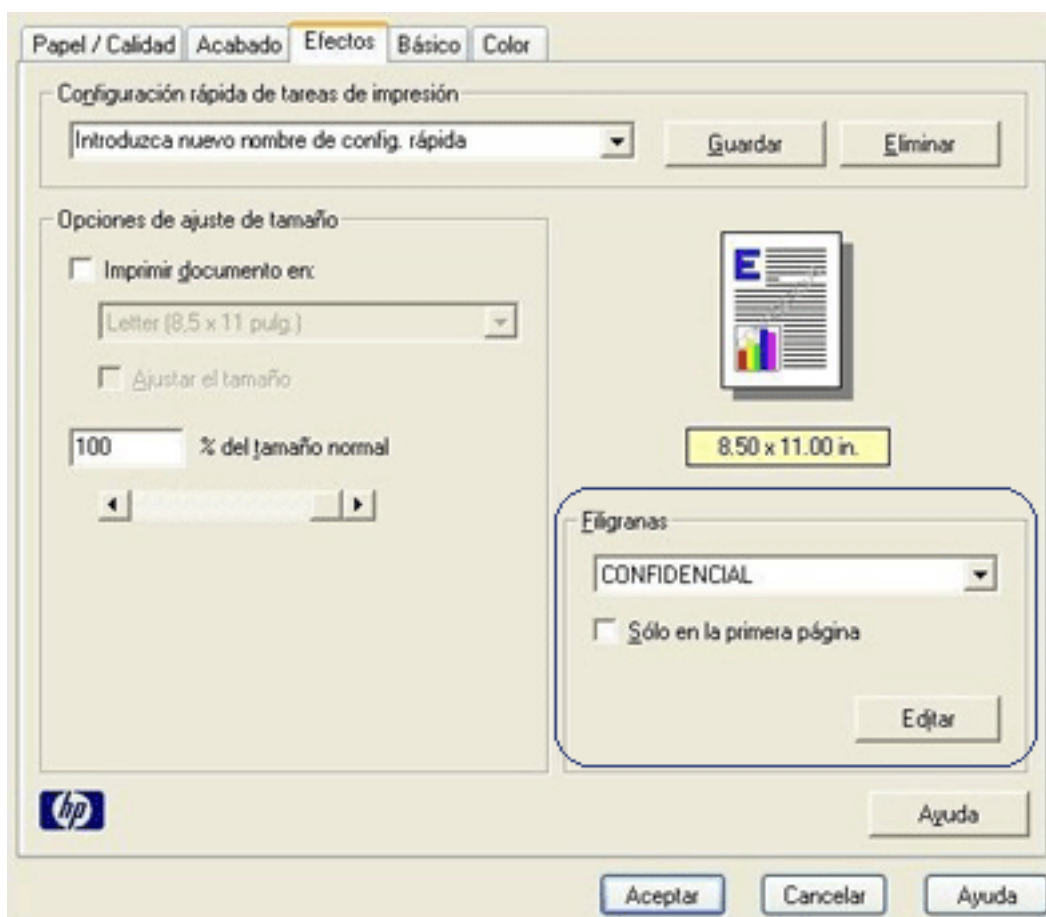 Papel / Calidad Acabado Efectos Básico Color
Configuración rápida de tareas de impresión
Introduzca nuevo nombre de config. rápida Guardar Eliminar
Opciones de ajuste de tamaño
Imprimir documento en:
Letter (8,5 x 11 pulg.)
Ajustar el tamaño
100 % del tamaño normal
E
8.50 x 11.00 in.
Filigranas
CONFIDENCIAL
Sólo en la primera página
Editar
hp
Ayuda
Aceptar Cancelar Ayuda